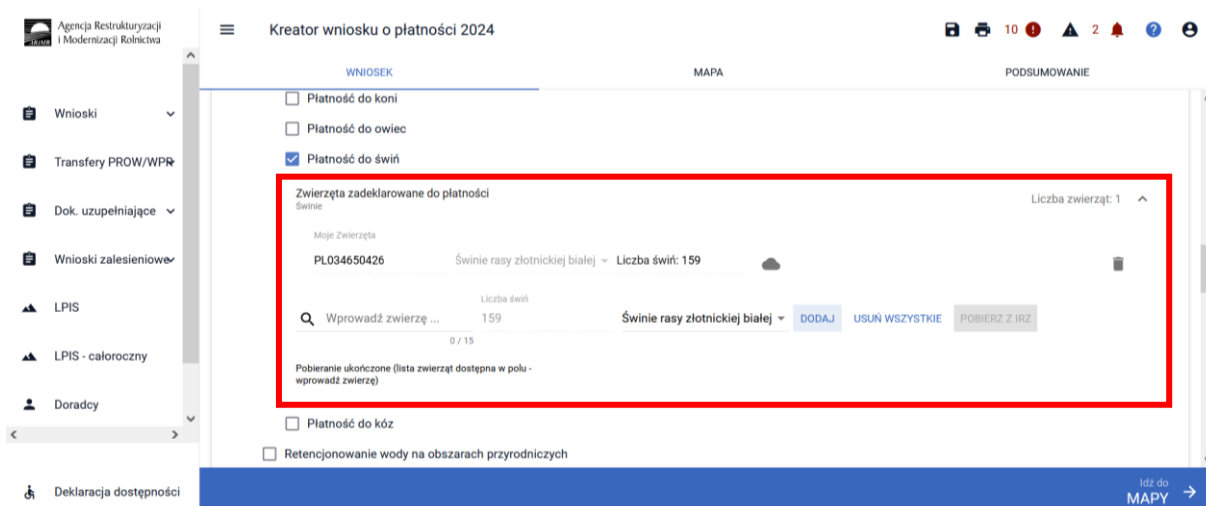 Agencja Restrukturyzacji
i Modernizacji Rolnictwa
ARiMR
Kreator wniosku o płatności 2024
10
2
WNIOSEK
MAPA
PODSUMOWANIE
Wnioski
Transfery PROW/WPR
Dok. uzupełniające
Wnioski zalesieniowe
LPIS
LPIS - całoroczny
Doradcy
Deklaracja dostępności
Płatność do koni
Płatność do owiec
Płatność do świń
Zwierzęta zadeklarowane do płatności
Świnie
Liczba zwierząt: 1
Moje Zwierzęta
PL034650426 Świnie rasy złotnickiej białej Liczba świń: 159
Liczba świń
Wprowadź zwierzę ... 159 Świnie rasy złotnickiej białej DODAJ USUŃ WSZYSTKIE POBIERZ Z IRZ
0 / 15
Pobieranie ukończone (lista zwierząt dostępna w polu -
wprowadź zwierzę)
Płatność do kóz
Retencjonowanie wody na obszarach przyrodniczych
Idź do
MAPY